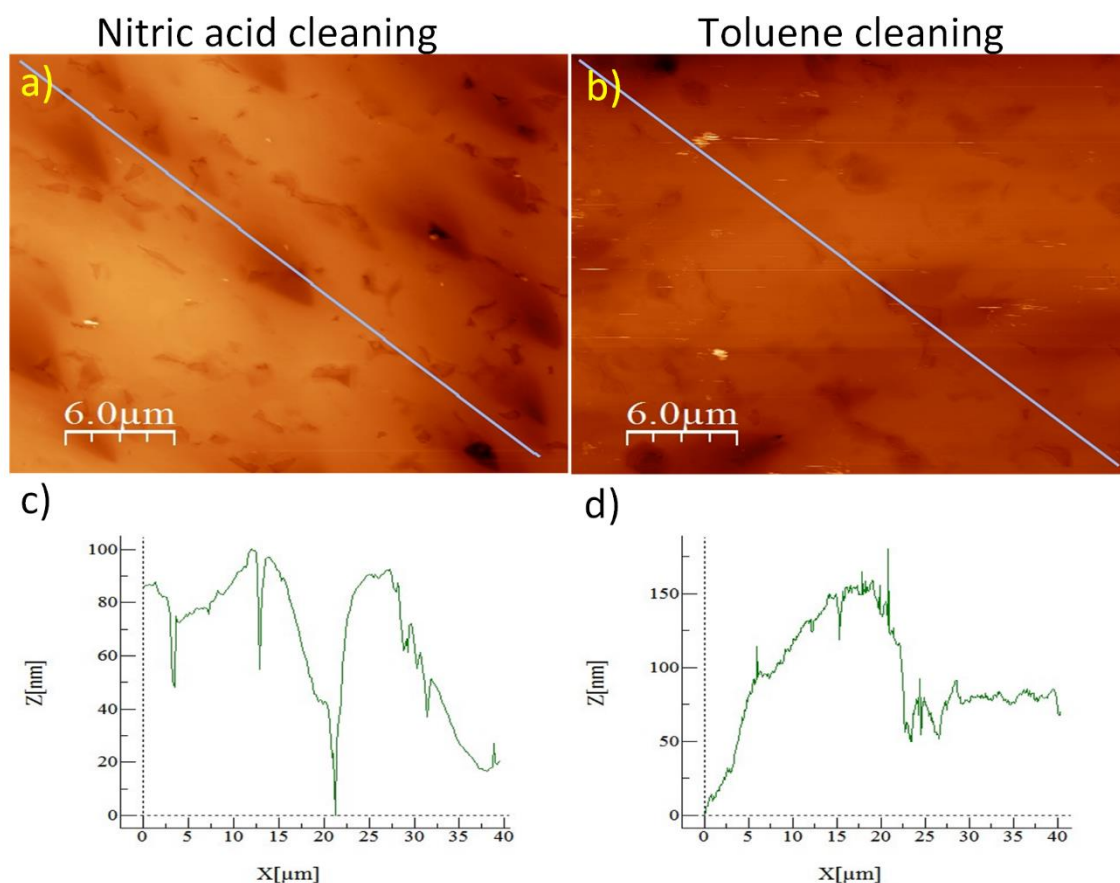 Nitric acid cleaning
Toluene cleaning
a)
b)
6.0µm
6.0µm
c)
d)
100
80
60
40
20
0
Z[nm]
0 5 10 15 20 25 30 35 40
X[µm]
150
100
50
0
Z[nm]
0 5 10 15 20 25 30 35 40
X[µm]